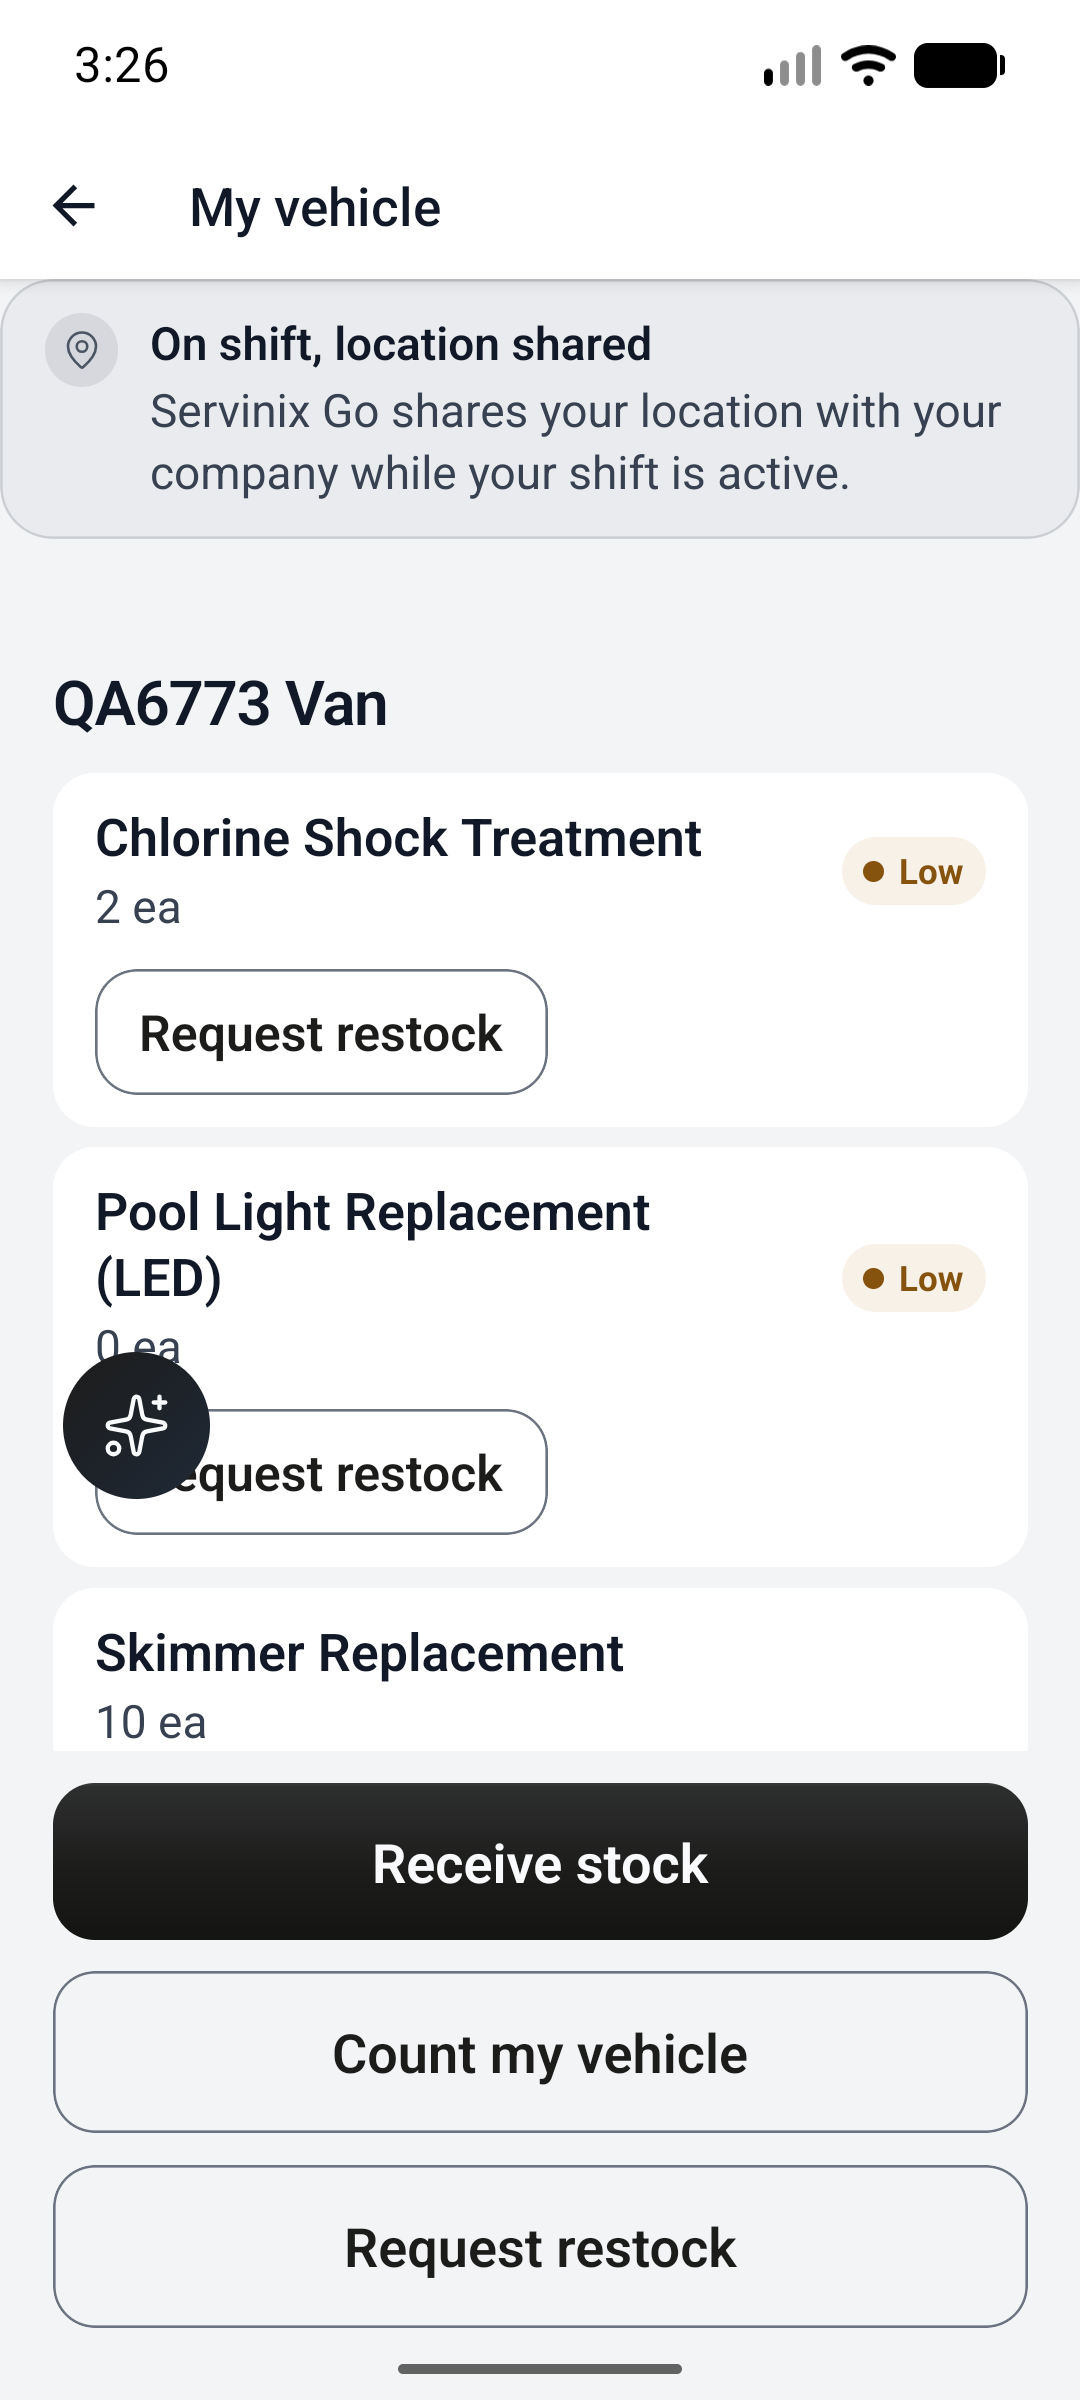 3:26
My vehicle
On shift, location shared
Servinix Go shares your location with your
company while your shift is active.
QA6773 Van
Chlorine Shock Treatment
Low
2 ea
Request restock
Pool Light Replacement
(LED)
Low
0 ea
equest restock
Skimmer Replacement
10 ea
Receive stock
Count my vehicle
Request restock